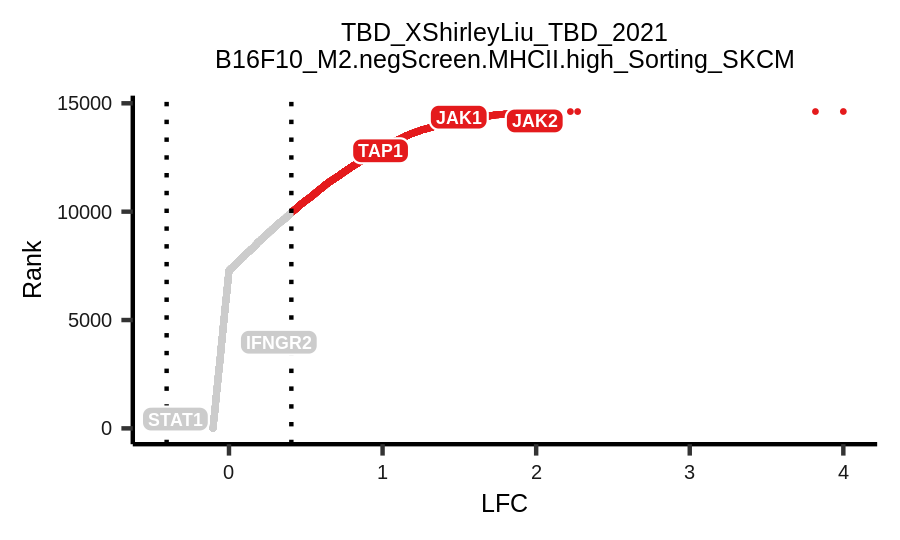 TBD_XShirleyLiu_TBD_2021
B16F10_M2.negScreen.MHCII.high_Sorting_SKCM
15000
10000
5000
0
Rank
JAK1
JAK2
TAP1
IFNGR2
STAT1
0
1
2
3
4
LFC